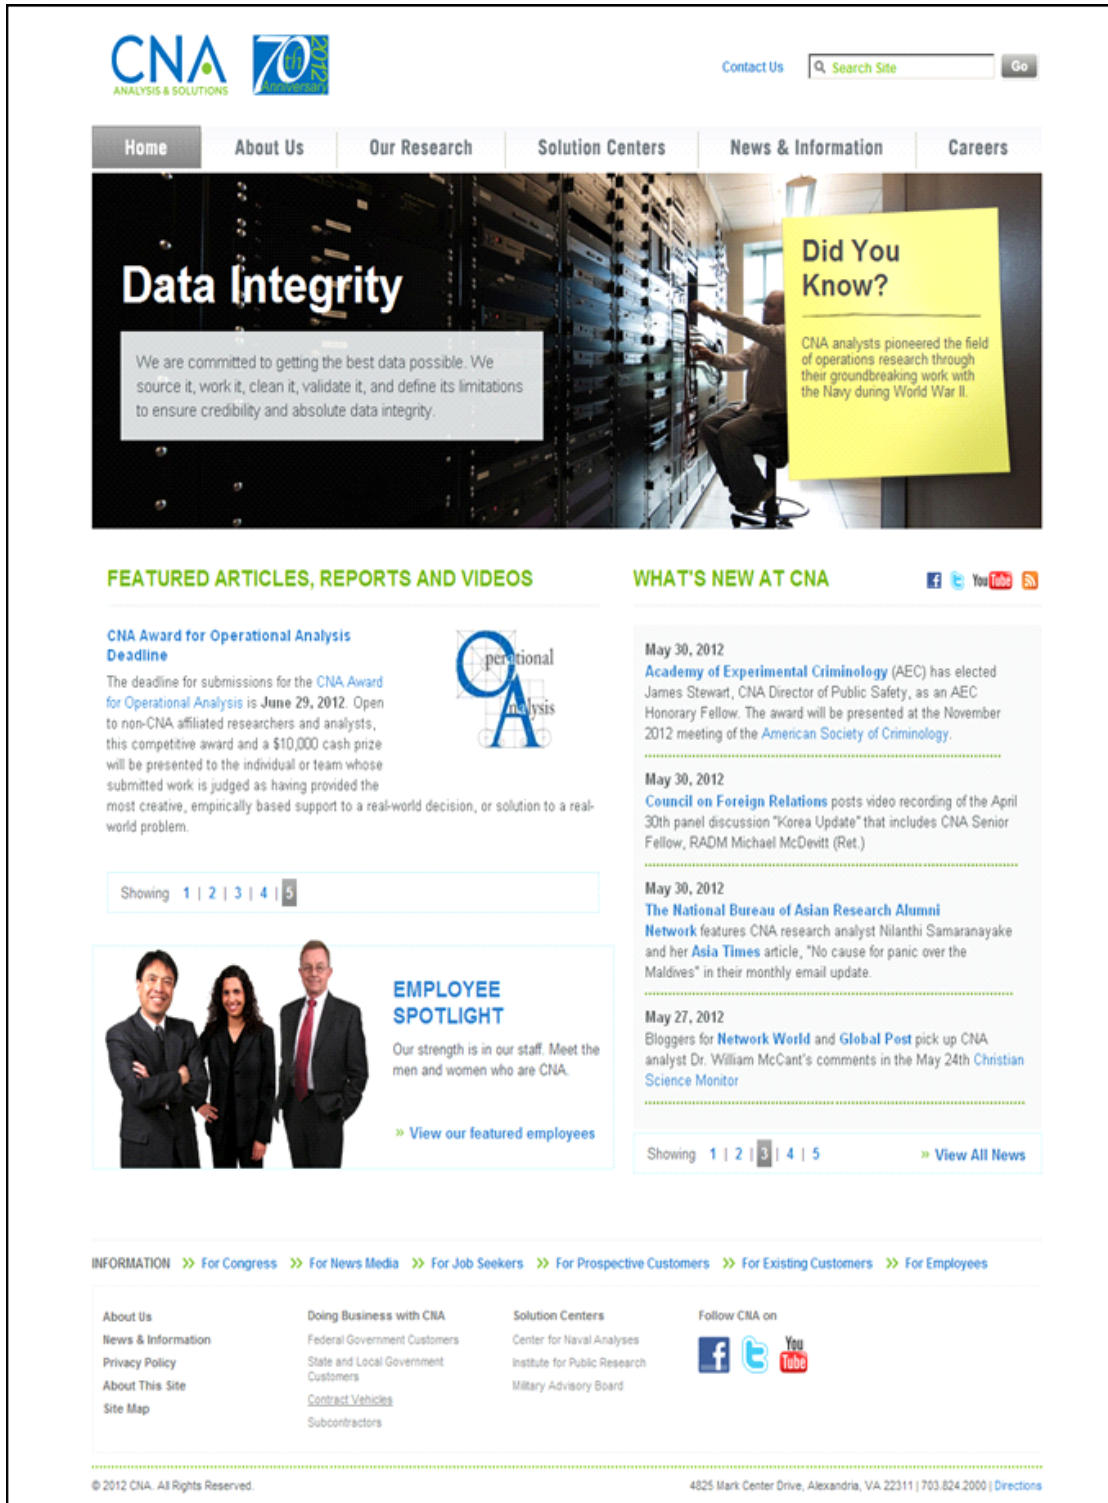 CNA
ANALYSIS & SOLUTIONS
70th
Anniversary
2012
Contact Us
Search Site
Go
Home
About Us
Our Research
Solution Centers
News & Information
Careers
Data Integrity
We are committed to getting the best data possible. We
source it, work it, clean it, validate it, and define its limitations
to ensure credibility and absolute data integrity.
Did You
Know?
CNA analysts pioneered the field
of operations research through
their groundbreaking work with
the Navy during World War II.
FEATURED ARTICLES, REPORTS AND VIDEOS
CNA Award for Operational Analysis
Deadline
The deadline for submissions for the CNA Award
for Operational Analysis is June 29, 2012. Open
to non-CNA affiliated researchers and analysts,
this competitive award and a $10,000 cash prize
will be presented to the individual or team whose
submitted work is judged as having provided the
most creative, empirically based support to a real-world decision, or solution to a real-
world problem.
Operational
Analysis
Showing 1 | 2 | 3 | 4 | 5
EMPLOYEE
SPOTLIGHT
Our strength is in our staff. Meet the
men and women who are CNA.
» View our featured employees
WHAT'S NEW AT CNA
You Tube
May 30, 2012
Academy of Experimental Criminology (AEC) has elected
James Stewart, CNA Director of Public Safety, as an AEC
Honorary Fellow. The award will be presented at the November
2012 meeting of the American Society of Criminology.
May 30, 2012
Council on Foreign Relations posts video recording of the April
30th panel discussion "Korea Update" that includes CNA Senior
Fellow, RADM Michael McDevitt (Ret.)
May 30, 2012
The National Bureau of Asian Research Alumni
Network features CNA research analyst Nilanthi Samaranayake
and her Asia Times article, "No cause for panic over the
Maldives" in their monthly email update.
May 27, 2012
Bloggers for Network World and Global Post pick up CNA
analyst Dr. William McCant's comments in the May 24th Christian
Science Monitor
Showing 1 | 2 | 3 | 4 | 5
» View All News
INFORMATION » For Congress » For News Media » For Job Seekers » For Prospective Customers » For Existing Customers » For Employees
About Us
News & Information
Privacy Policy
About This Site
Site Map
Doing Business with CNA
Federal Government Customers
State and Local Government
Customers
Contract Vehicles
Subcontractors
Solution Centers
Center for Naval Analyses
Institute for Public Research
Military Advisory Board
Follow CNA on
f
t
You
Tube
© 2012 CNA. All Rights Reserved.
4825 Mark Center Drive, Alexandria, VA 22311 | 703.824.2000 | Directions